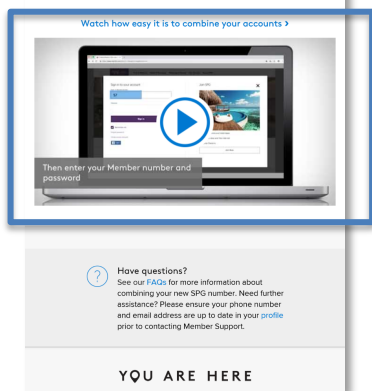 Watch how easy it is to combine your accounts >
Then enter your Member number and
password
Have questions?
See our FAQs for more information about
combining your new SPG number. Need further
assistance? Please ensure your phone number
and email address are up to date in your profile
prior to contacting Member Support.
YOU ARE HERE